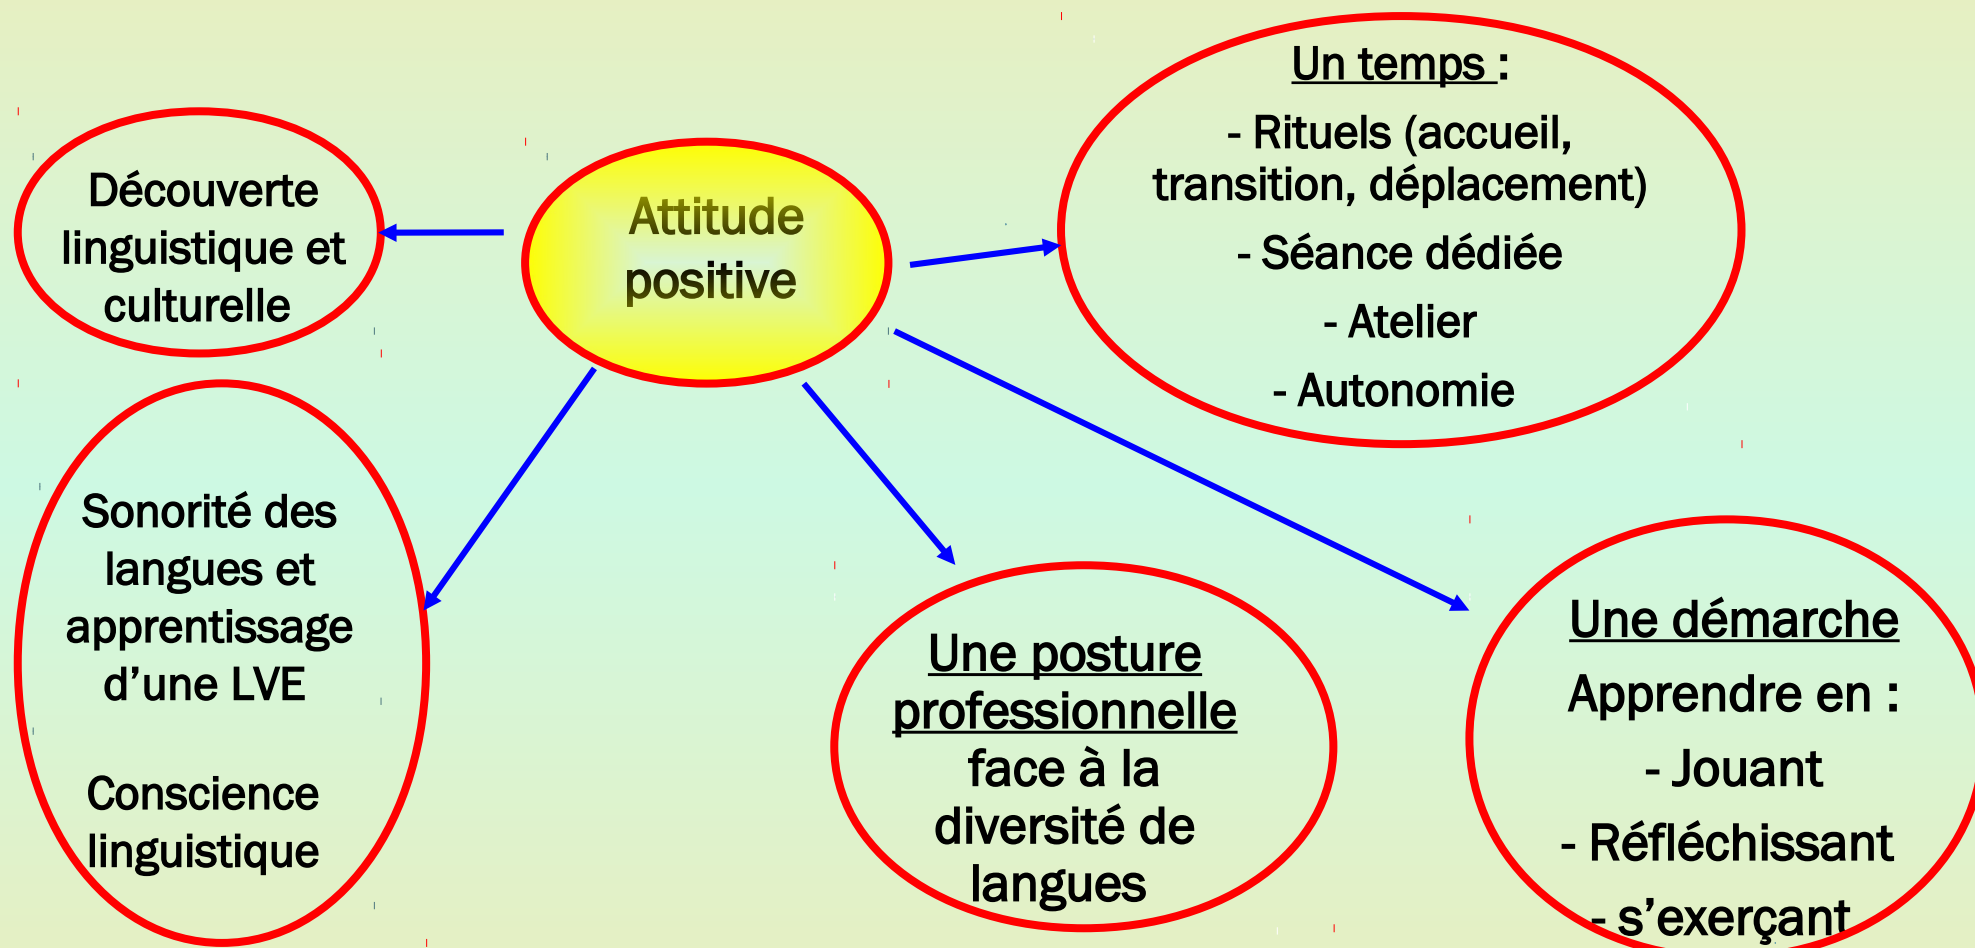 Découverte
linguistique et
culturelle
Attitude
positive
Un temps :
- Rituels (accueil,
transition, déplacement)
- Séance dédiée
- Atelier
- Autonomie
Sonorité des
langues et
apprentissage
d’une LVE
Conscience
linguistique
Une posture
professionnelle
face à la
diversité de
langues
Une démarche
Apprendre en :
- Jouant
- Réfléchissant
- s’exerçant